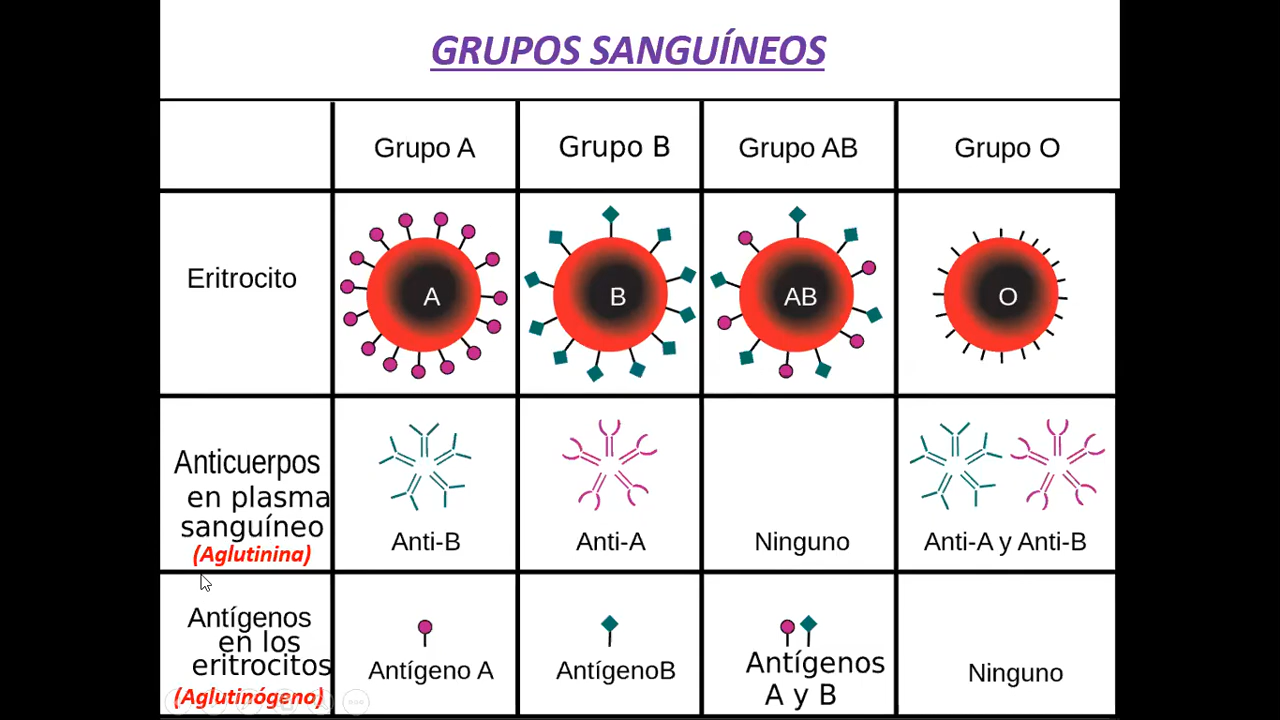 GRUPOS SANGUÍNEOS
Grupo A
Grupo B
Grupo AB
Grupo O
Eritrocito
A
B
AB
O
Anticuerpos
en plasma
sanguíneo
(Aglutinina)
Anti-B
Anti-A
Ninguno
Anti-A y Anti-B
Antígenos
en los
eritrocitos
(Aglutinógeno)
Antígeno A
AntígenoB
Antígenos
A y B
Ninguno